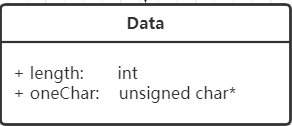 Data
+ length: int
+ oneChar: unsigned char*